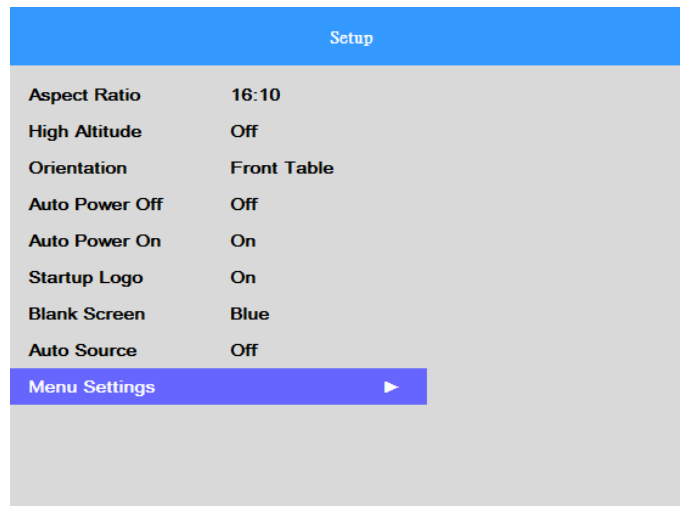 Setup
Aspect Ratio 16:10
High Altitude Off
Orientation Front Table
Auto Power Off Off
Auto Power On On
Startup Logo On
Blank Screen Blue
Auto Source Off
Menu Settings